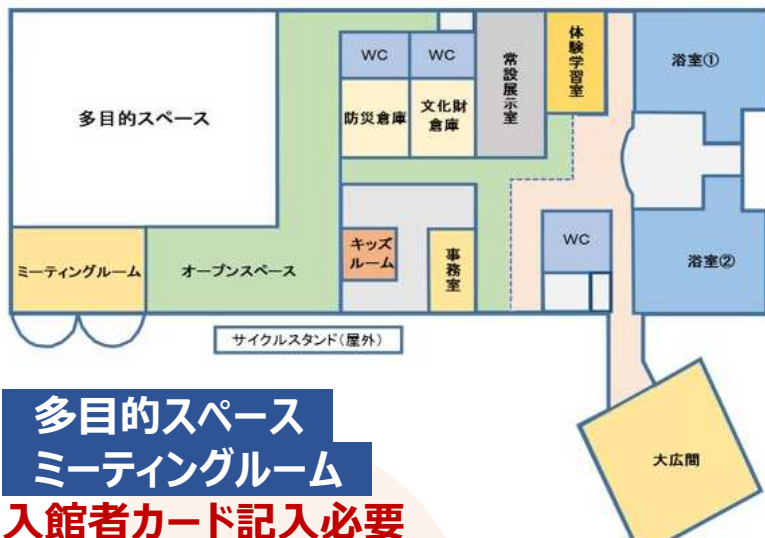 多目的スペース
WC
WC
防災倉庫
文化財
倉庫
常設展示室
体験学習室
浴室①
ミーティングルーム
オープンスペース
キッズ
ルーム
事務室
WC
浴室②
サイクルスタンド(屋外)
大広間
多目的スペース
ミーティングルーム
入館者カード記入必要